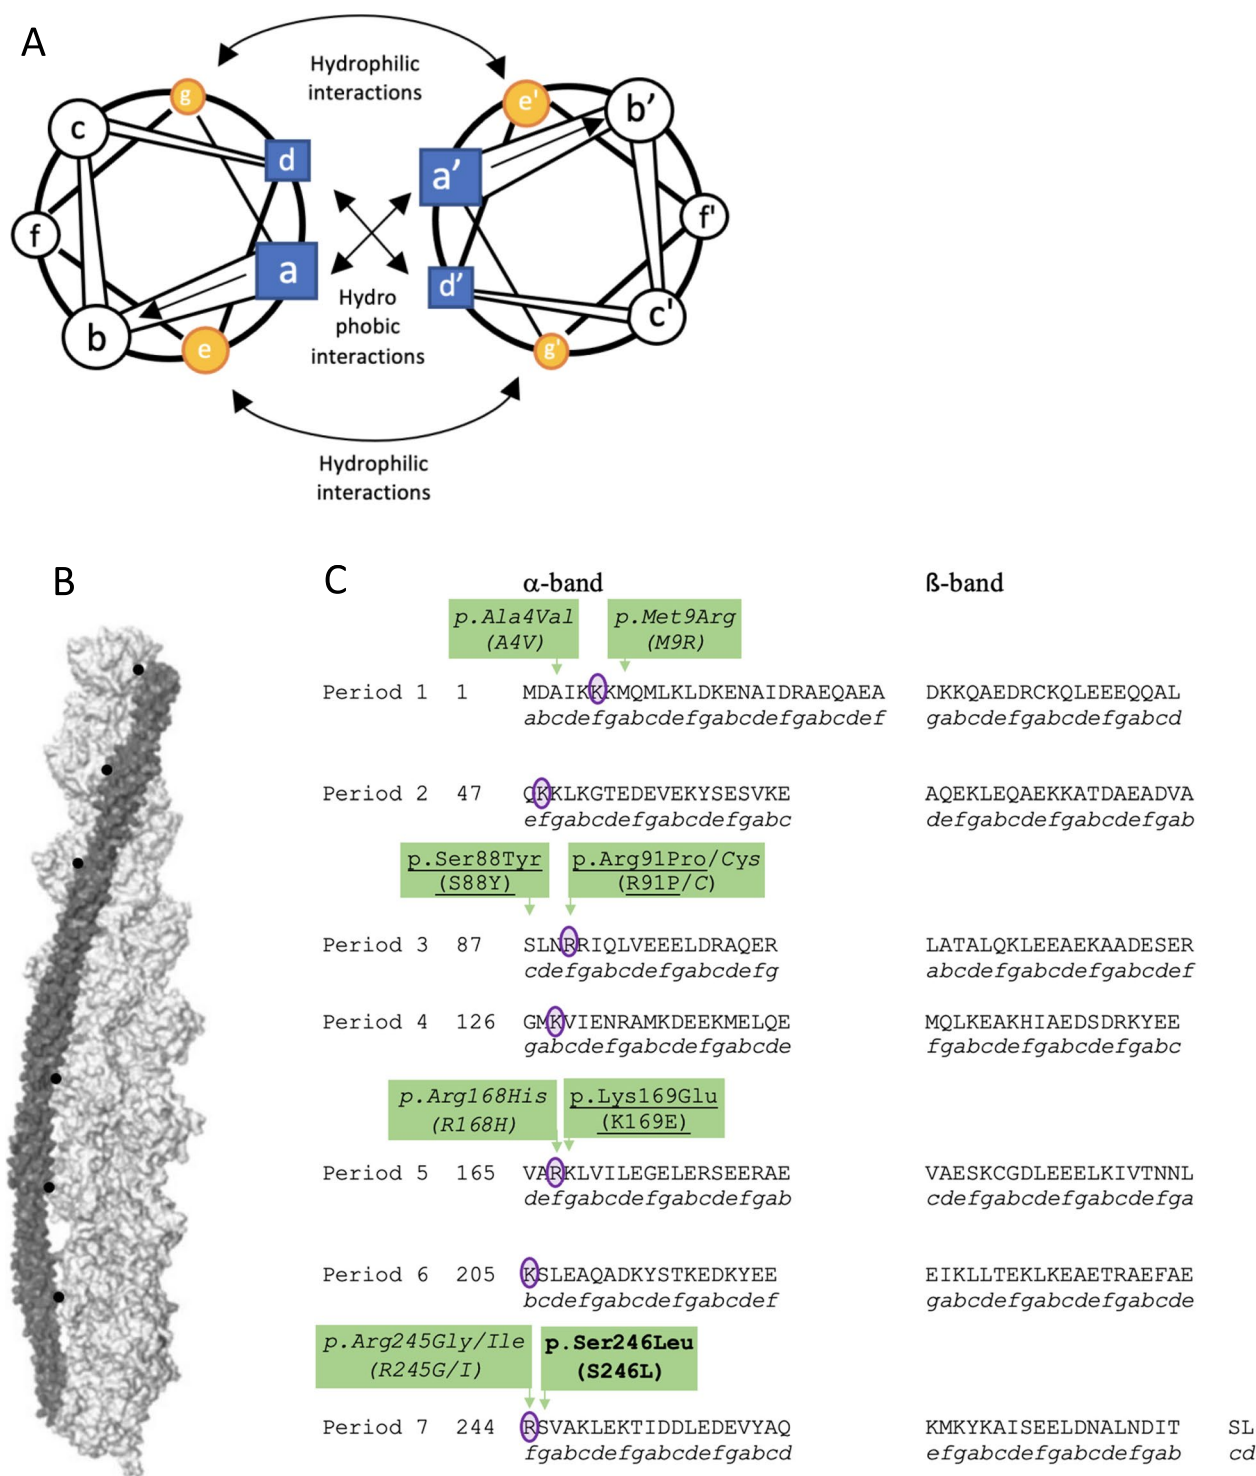 A
Hydrophilic
interactions
g
e'
c
b’
d
a’
f
f'
a
d’
Hydro
phobic
interactions
c'
b
e
g'
Hydrophilic
interactions
B
C
α-band
ß-band
p.Ala4Val
(A4V)
p.Met9Arg
(M9R)
Period 1 1 MDAIKKKMQMLKLDKENAIDRAEQAEA DKKQAEDRCKQLEEEQQAL
abcdefgabcdefgabcdefgabcdef gabcdefgabcdefgabcd
Period 2 47 QKKLKGTEDEVEKYSESVKE AQEKLEQAEKKATDAEADVA
efgabcdefgabcdefgabc defgabcdefgabcdefgab
p.Ser88Tyr
(S88Y)
p.Arg91Pro/Cys
(R91P/C)
Period 3 87 SLNRRIQLVEEELDRAQER LATALQKLEEAEKAADESER
cdefgabcdefgabcdefg abcdefgabcdefgabcdef
Period 4 126 GMKVIENRAMKDEEKMELQE MQLKEAKHIAEDSDRKYEE
gabcdefgabcdefgabcde fgabcdefgabcdefgabc
p.Arg168His
(R168H)
p.Lys169Glu
(K169E)
Period 5 165 VARKLVILEGELERSEERAE VAESKCGDLEEELKIVTNNL
defgabcdefgabcdefgab cdefgabcdefgabcdefga
Period 6 205 KSLEAQADKYSTKEDKYEE EIKLLTEKLKEAETRAEFAE
bcdefgabcdefgabcdef gabcdefgabcdefgabcde
p.Arg245Gly/Ile
(R245G/I)
p.Ser246Leu
(S246L)
Period 7 244 RSVAKLEKTIDDLEDEVYAQ KMKYKAISEELDNALNDIT SL
fgabcdefgabcdefgabcd efgabcdefgabcdefgab cd